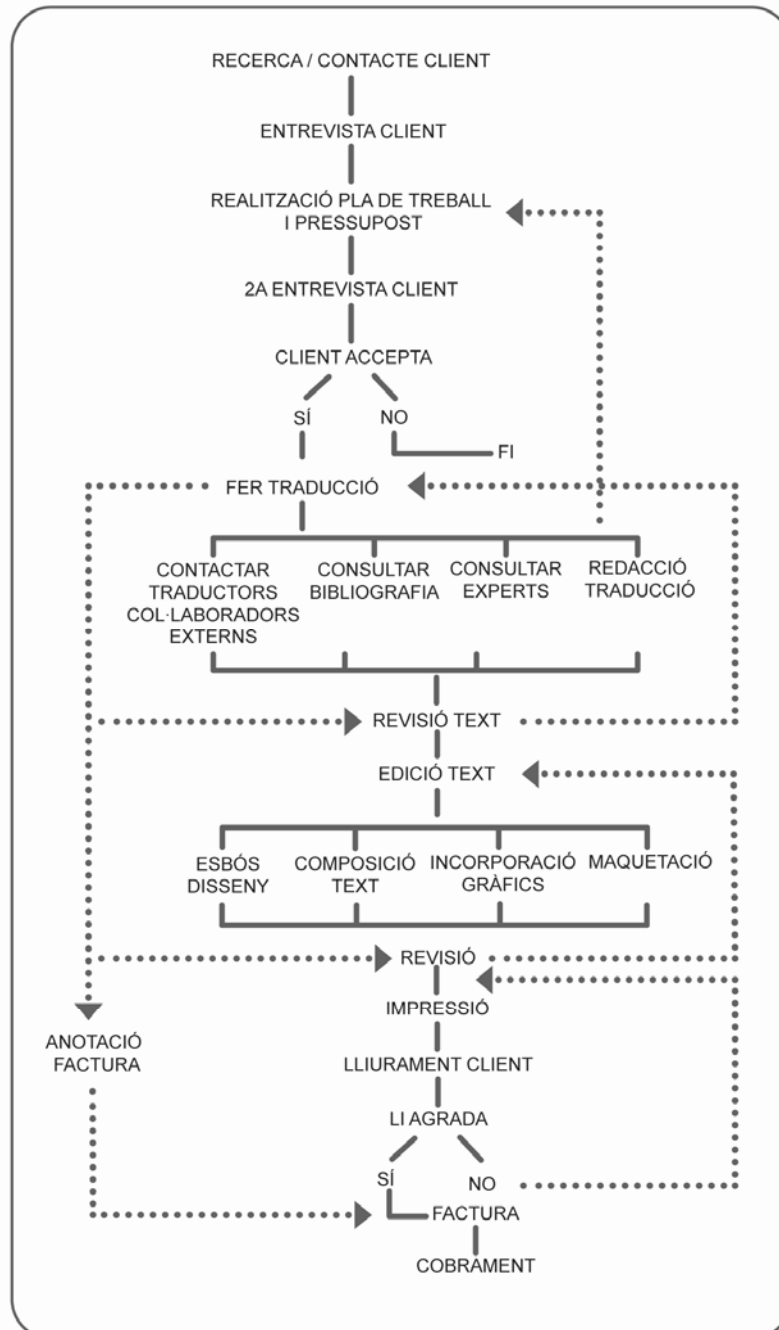 RECERCA / CONTACTE CLIENT
ENTREVISTA CLIENT
REALITZACIÓ PLA DE TREBALL
I PRESSUPOST
2A ENTREVISTA CLIENT
CLIENT ACCEPTA
SÍ
NO
FI
FER TRADUCCIÓ
CONTACTAR
TRADUCTORS
COL·LABORADORS
EXTERNS
CONSULTAR
BIBLIOGRAFIA
CONSULTAR
EXPERTS
REDACCIÓ
TRADUCCIÓ
REVISIÓ TEXT
EDICIÓ TEXT
ESBÓS
DISSENY
COMPOSICIÓ
TEXT
INCORPORACIÓ
GRÀFICS
MAQUETACIÓ
REVISIÓ
IMPRESSIÓ
ANOTACIÓ
FACTURA
LLIURAMENT CLIENT
LI AGRADA
SÍ
NO
FACTURA
COBRAMENT